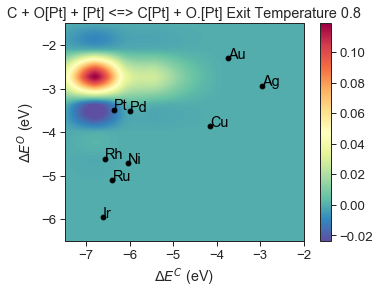 C + O[Pt] + [Pt] <=> C[Pt] + O.[Pt] Exit Temperature 0.8
−2
−3
−4
−5
−6
ΔE^O (eV)
−7
−6
−5
−4
−3
−2
ΔE^C (eV)
Au
Ag
Pt
Pd
Cu
Rh
Ni
Ru
Ir
0.10
0.08
0.06
0.04
0.02
0.00
−0.02